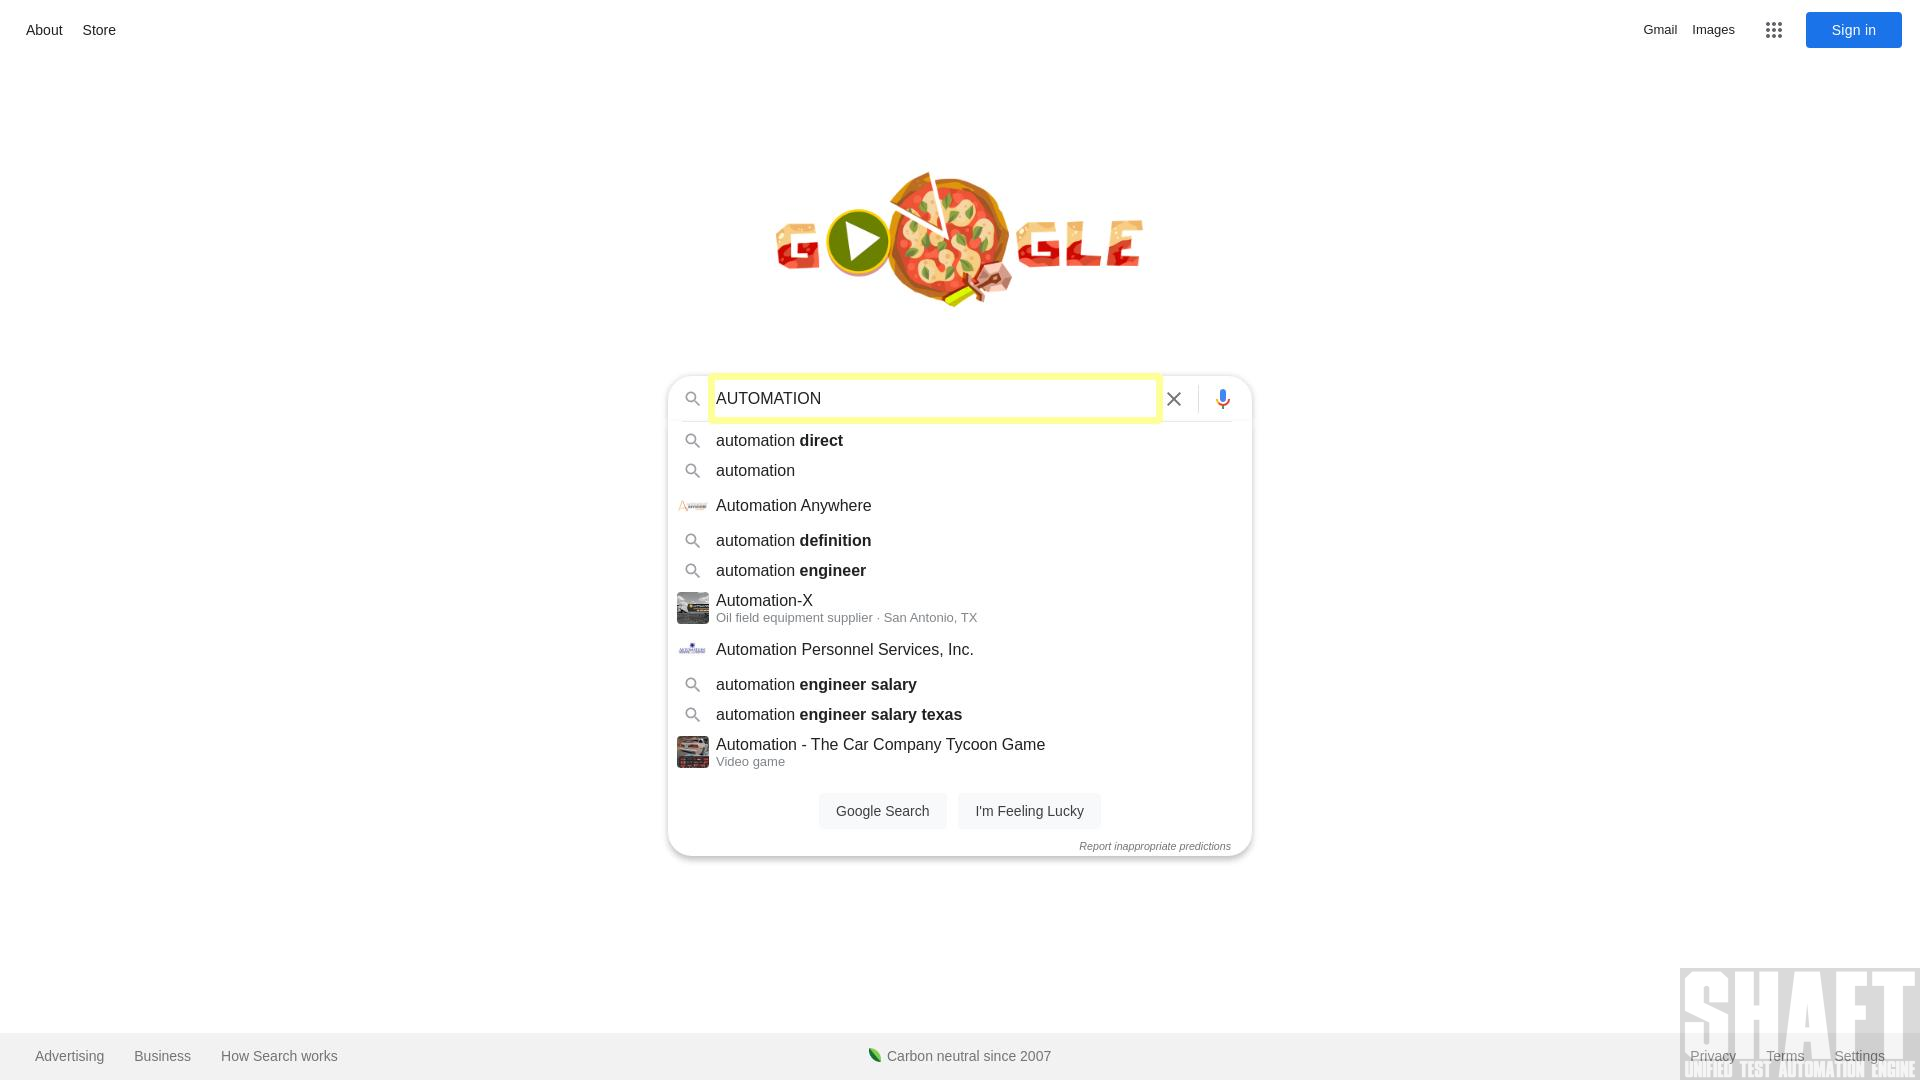 About Store
Gmail Images Sign in
GOOGLE
AUTOMATION
automation direct
automation
Automation Anywhere
automation definition
automation engineer
Automation-X
Oil field equipment supplier · San Antonio, TX
Automation Personnel Services, Inc.
automation engineer salary
automation engineer salary texas
Automation - The Car Company Tycoon Game
Video game
Google Search I'm Feeling Lucky
Report inappropriate predictions
Advertising Business How Search works
Carbon neutral since 2007
Privacy Terms Settings
SHAFT
UNIFIED TEST AUTOMATION ENGINE